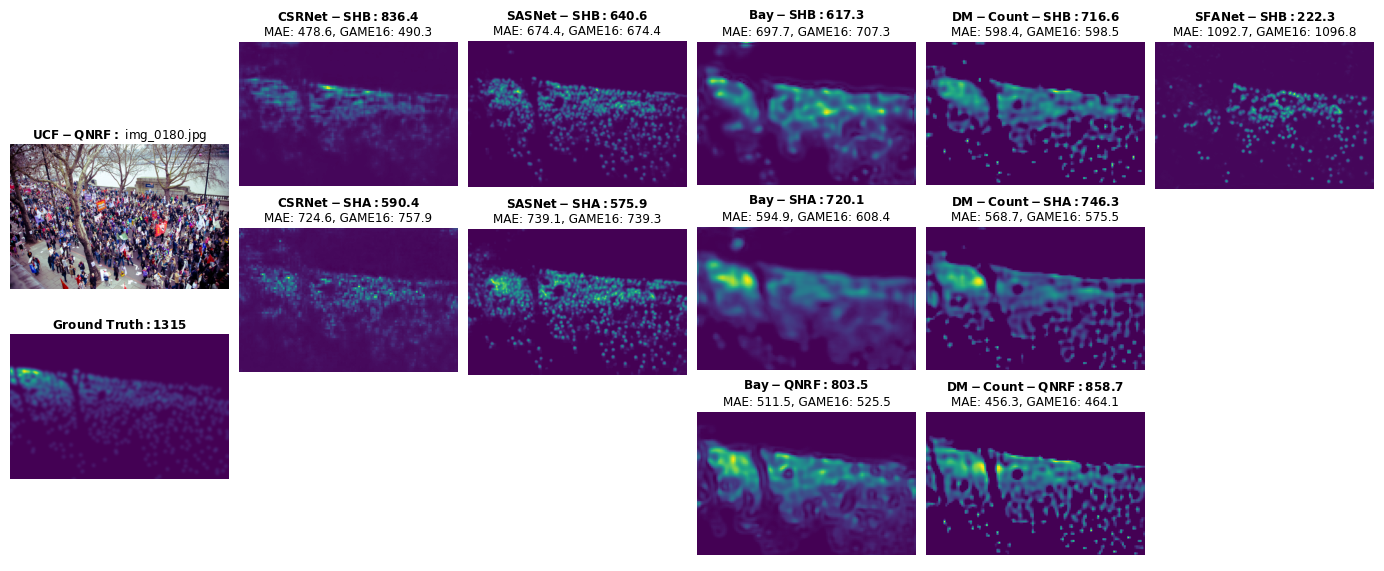 CSRNet-SHB: 836.4
MAE: 478.6, GAME16: 490.3
SASNet-SHB: 640.6
MAE: 674.4, GAME16: 674.4
Bay-SHB: 617.3
MAE: 697.7, GAME16: 707.3
DM-Count-SHB: 716.6
MAE: 598.4, GAME16: 598.5
SFANet-SHB: 222.3
MAE: 1092.7, GAME16: 1096.8
UCF-QNRF: img_0180.jpg
CSRNet-SHA: 590.4
MAE: 724.6, GAME16: 757.9
SASNet-SHA: 575.9
MAE: 739.1, GAME16: 739.3
Bay-SHA: 720.1
MAE: 594.9, GAME16: 608.4
DM-Count-SHA: 746.3
MAE: 568.7, GAME16: 575.5
Ground Truth: 1315
Bay-QNRF: 803.5
MAE: 511.5, GAME16: 525.5
DM-Count-QNRF: 858.7
MAE: 456.3, GAME16: 464.1